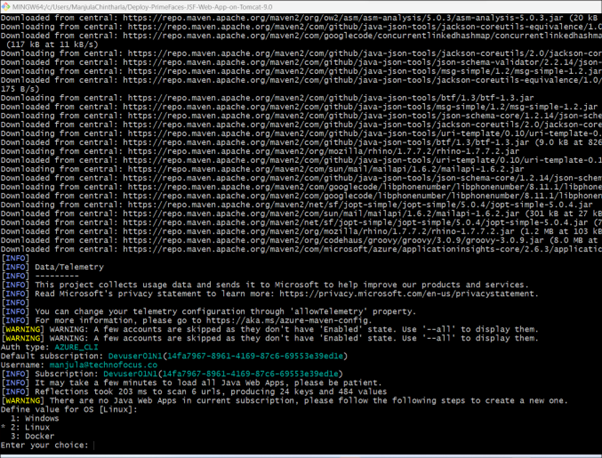 MINGW64:/c/Users/ManjulaChintharla/Deploy-PrimeFaces-JSF-Web-App-on-Tomcat-9.0
Downloaded from central: https://repo.maven.apache.org/maven2/org/ow2/asm/asm-analysis/5.0.3/asm-analysis-5.0.3.jar (20 kB
Downloading from central: https://repo.maven.apache.org/maven2/com/github/java-json-tools/jackson-coreutils-equivalence/1.0/
Downloaded from central: https://repo.maven.apache.org/maven2/com/googlecode/concurrentlinkedhashmap/concurrentlinkedhashmap
(117 kB at 11 kB/s)
Downloading from central: https://repo.maven.apache.org/maven2/com/github/java-json-tools/jackson-coreutils/2.0/jackson-core
Downloaded from central: https://repo.maven.apache.org/maven2/com/github/java-json-tools/json-schema-validator/2.2.14/json-s
Downloading from central: https://repo.maven.apache.org/maven2/com/github/java-json-tools/msg-simple/1.2/msg-simple-1.2.jar
Downloaded from central: https://repo.maven.apache.org/maven2/com/github/java-json-tools/jackson-coreutils-equivalence/1.0/
175 B/s)
Downloading from central: https://repo.maven.apache.org/maven2/com/github/java-json-tools/btf/1.3/btf-1.3.jar
Downloaded from central: https://repo.maven.apache.org/maven2/com/github/java-json-tools/msg-simple/1.2/msg-simple-1.2.jar
Downloading from central: https://repo.maven.apache.org/maven2/com/github/java-json-tools/json-schema-core/1.2.14/json-sche
Downloaded from central: https://repo.maven.apache.org/maven2/com/github/java-json-tools/jackson-coreutils/2.0/jackson-core
Downloading from central: https://repo.maven.apache.org/maven2/com/github/java-json-tools/uri-template/0.10/uri-template-0.
Downloaded from central: https://repo.maven.apache.org/maven2/com/github/java-json-tools/btf/1.3/btf-1.3.jar (9.0 kB at 826
Downloading from central: https://repo.maven.apache.org/maven2/org/mozilla/rhino/1.7.7.2/rhino-1.7.7.2.jar
Downloaded from central: https://repo.maven.apache.org/maven2/com/github/java-json-tools/uri-template/0.10/uri-template-0.1
Downloading from central: https://repo.maven.apache.org/maven2/com/sun/mail/mailapi/1.6.2/mailapi-1.6.2.jar
Downloaded from central: https://repo.maven.apache.org/maven2/com/github/java-json-tools/json-schema-core/1.2.14/json-schem
Downloading from central: https://repo.maven.apache.org/maven2/com/googlecode/libphonenumber/libphonenumber/8.11.1/libphone
Downloaded from central: https://repo.maven.apache.org/maven2/com/googlecode/libphonenumber/libphonenumber/8.11.1/libphonen
Downloading from central: https://repo.maven.apache.org/maven2/net/sf/jopt-simple/jopt-simple/5.0.4/jopt-simple-5.0.4.jar
Downloaded from central: https://repo.maven.apache.org/maven2/com/sun/mail/mailapi/1.6.2/mailapi-1.6.2.jar (301 kB at 27 kB
Downloaded from central: https://repo.maven.apache.org/maven2/net/sf/jopt-simple/jopt-simple/5.0.4/jopt-simple-5.0.4.jar (7
Downloaded from central: https://repo.maven.apache.org/maven2/org/mozilla/rhino/1.7.7.2/rhino-1.7.7.2.jar (1.2 MB at 103 kB
Downloaded from central: https://repo.maven.apache.org/maven2/org/codehaus/groovy/groovy/3.0.9/groovy-3.0.9.jar (8.0 MB at
Downloaded from central: https://repo.maven.apache.org/maven2/com/microsoft/azure/applicationinsights-core/2.6.3/applicatio
[INFO]
[INFO]  Data/Telemetry
[INFO]  ---------
[INFO]  This project collects usage data and sends it to Microsoft to help improve our products and services.
[INFO]  Read Microsoft's privacy statement to learn more: https://privacy.microsoft.com/en-us/privacystatement.
[INFO]
[INFO]  You can change your telemetry configuration through 'allowTelemetry' property.
[INFO]  For more information, please go to https://aka.ms/azure-maven-config.
[WARNING] WARNING: A few accounts are skipped as they don't have 'Enabled' state. Use '--all' to display them.
[WARNING] WARNING: A few accounts are skipped as they don't have 'Enabled' state. Use '--all' to display them.
Auth type: AZURE_CLI
Default subscription: Devuser01N1(14fa7967-8961-4169-87c6-69553e39ed1e)
Username: manjula@technofocus.co
[INFO] Subscription: Devuser01N1(14fa7967-8961-4169-87c6-69553e39ed1e)
[INFO] It may take a few minutes to load all Java Web Apps, please be patient.
[INFO] Reflections took 203 ms to scan 6 urls, producing 24 keys and 484 values
[WARNING] There are no Java Web Apps in current subscription, please follow the following steps to create a new one.
Define value for OS [Linux]:
1: Windows
* 2: Linux
3: Docker
Enter your choice: